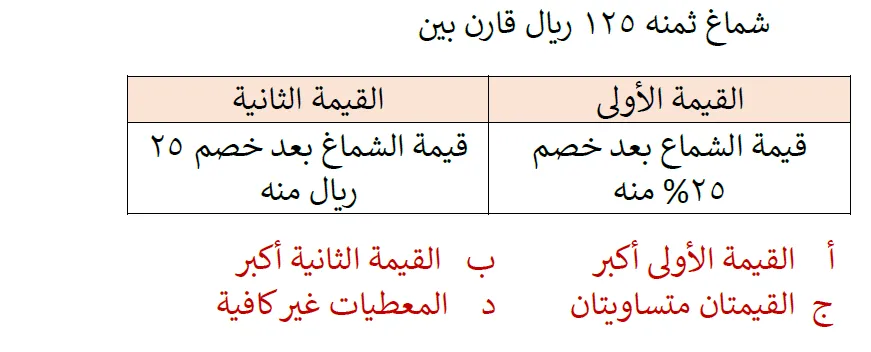 شماغ ثمنه ١٢٥ ريال قارن بين
القيمة الأولى القيمة الثانية
قيمة الشماع بعد خصم قيمة الشماغ بعد خصم ٢٥
٢٥% منه ريال منه
أ القيمة الأولى أكبر ب القيمة الثانية أكبر
ج القيمتان متساويتان د المعطيات غير كافية